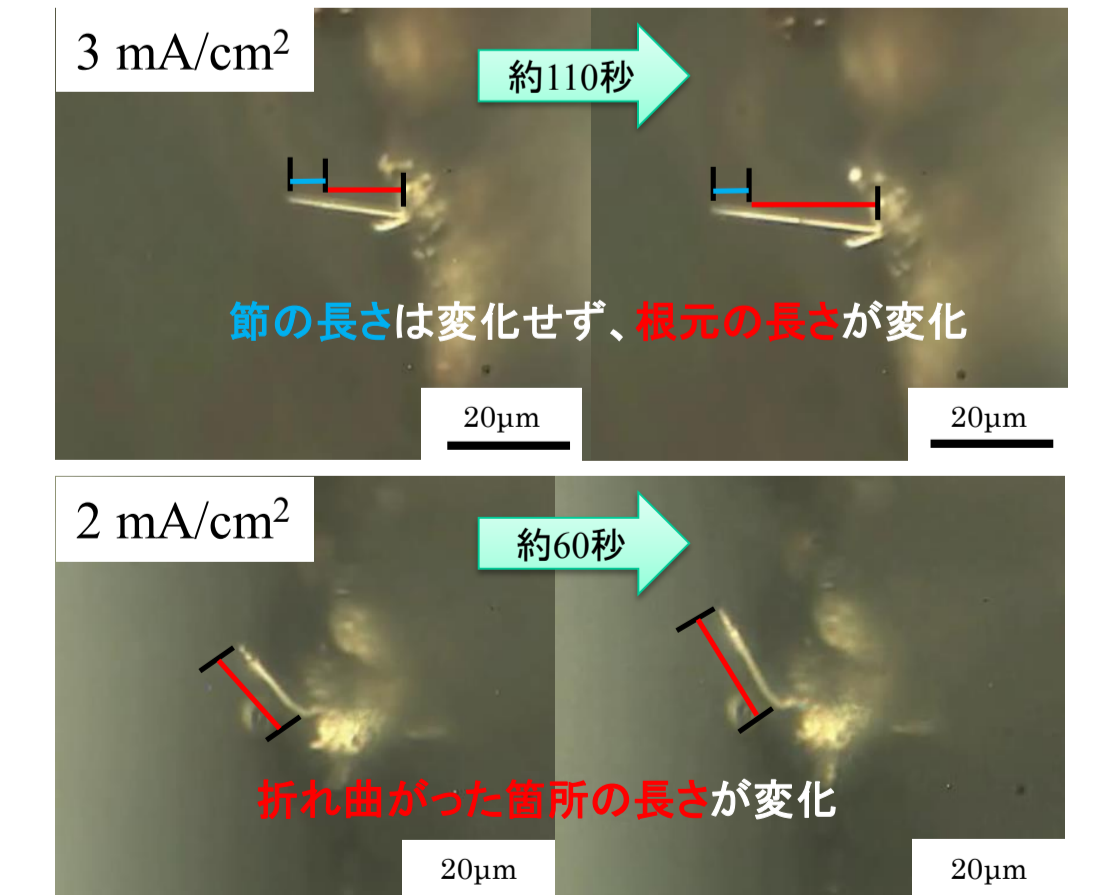 3 mA/cm²
約110秒
節の長さは変化せず、根元の長さが変化
20μm
20μm
2 mA/cm²
約60秒
折れ曲がった箇所の長さが変化
20μm
20μm